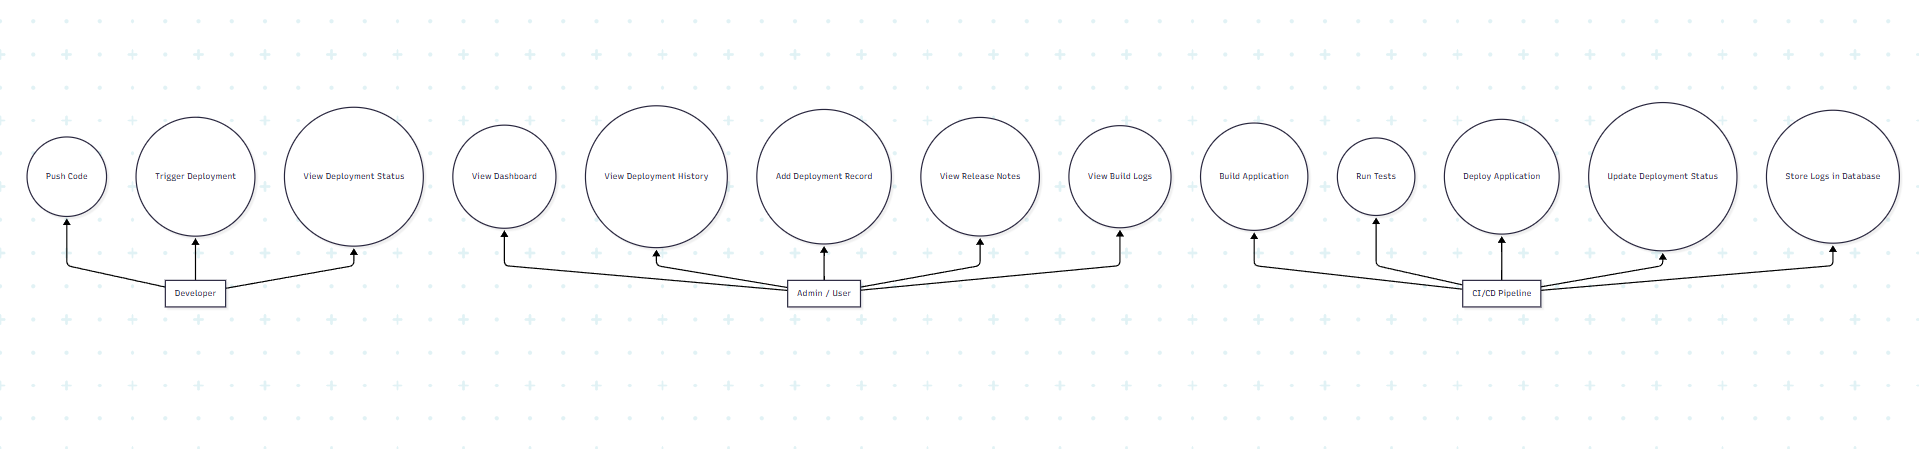 Push Code
Trigger Deployment
View Deployment Status
View Dashboard
View Deployment History
Add Deployment Record
View Release Notes
View Build Logs
Build Application
Run Tests
Deploy Application
Update Deployment Status
Store Logs in Database
Developer
Admin / User
CI/CD Pipeline